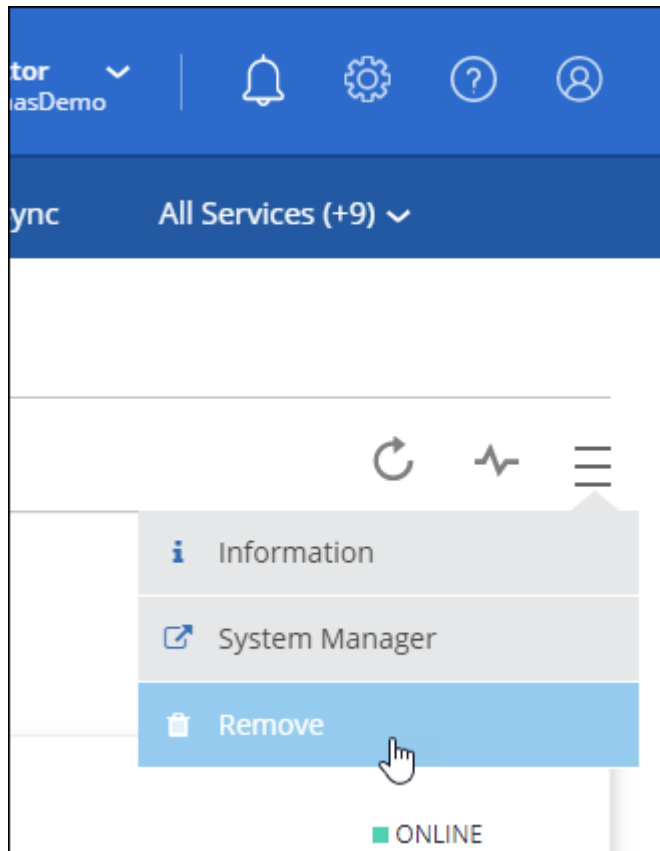 tor
nasDemo
ync
All Services (+9)
Information
System Manager
Remove
ONLINE